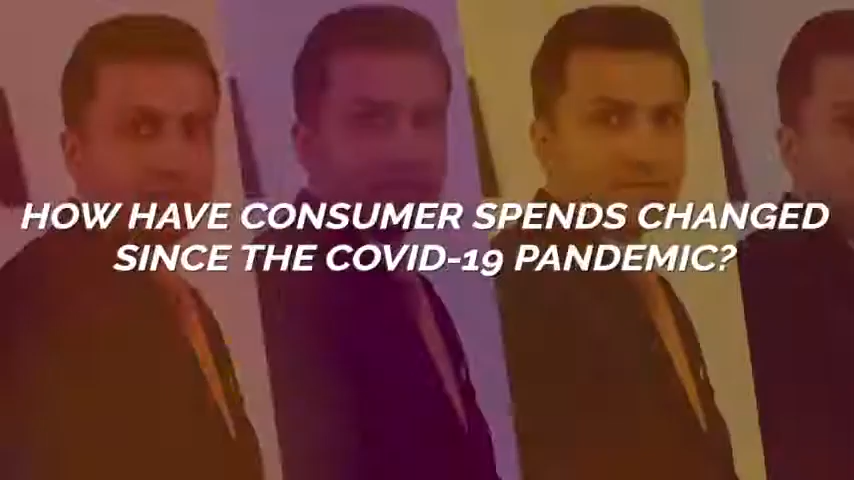 HOW HAVE CONSUMER SPENDS CHANGED
SINCE THE COVID-19 PANDEMIC?